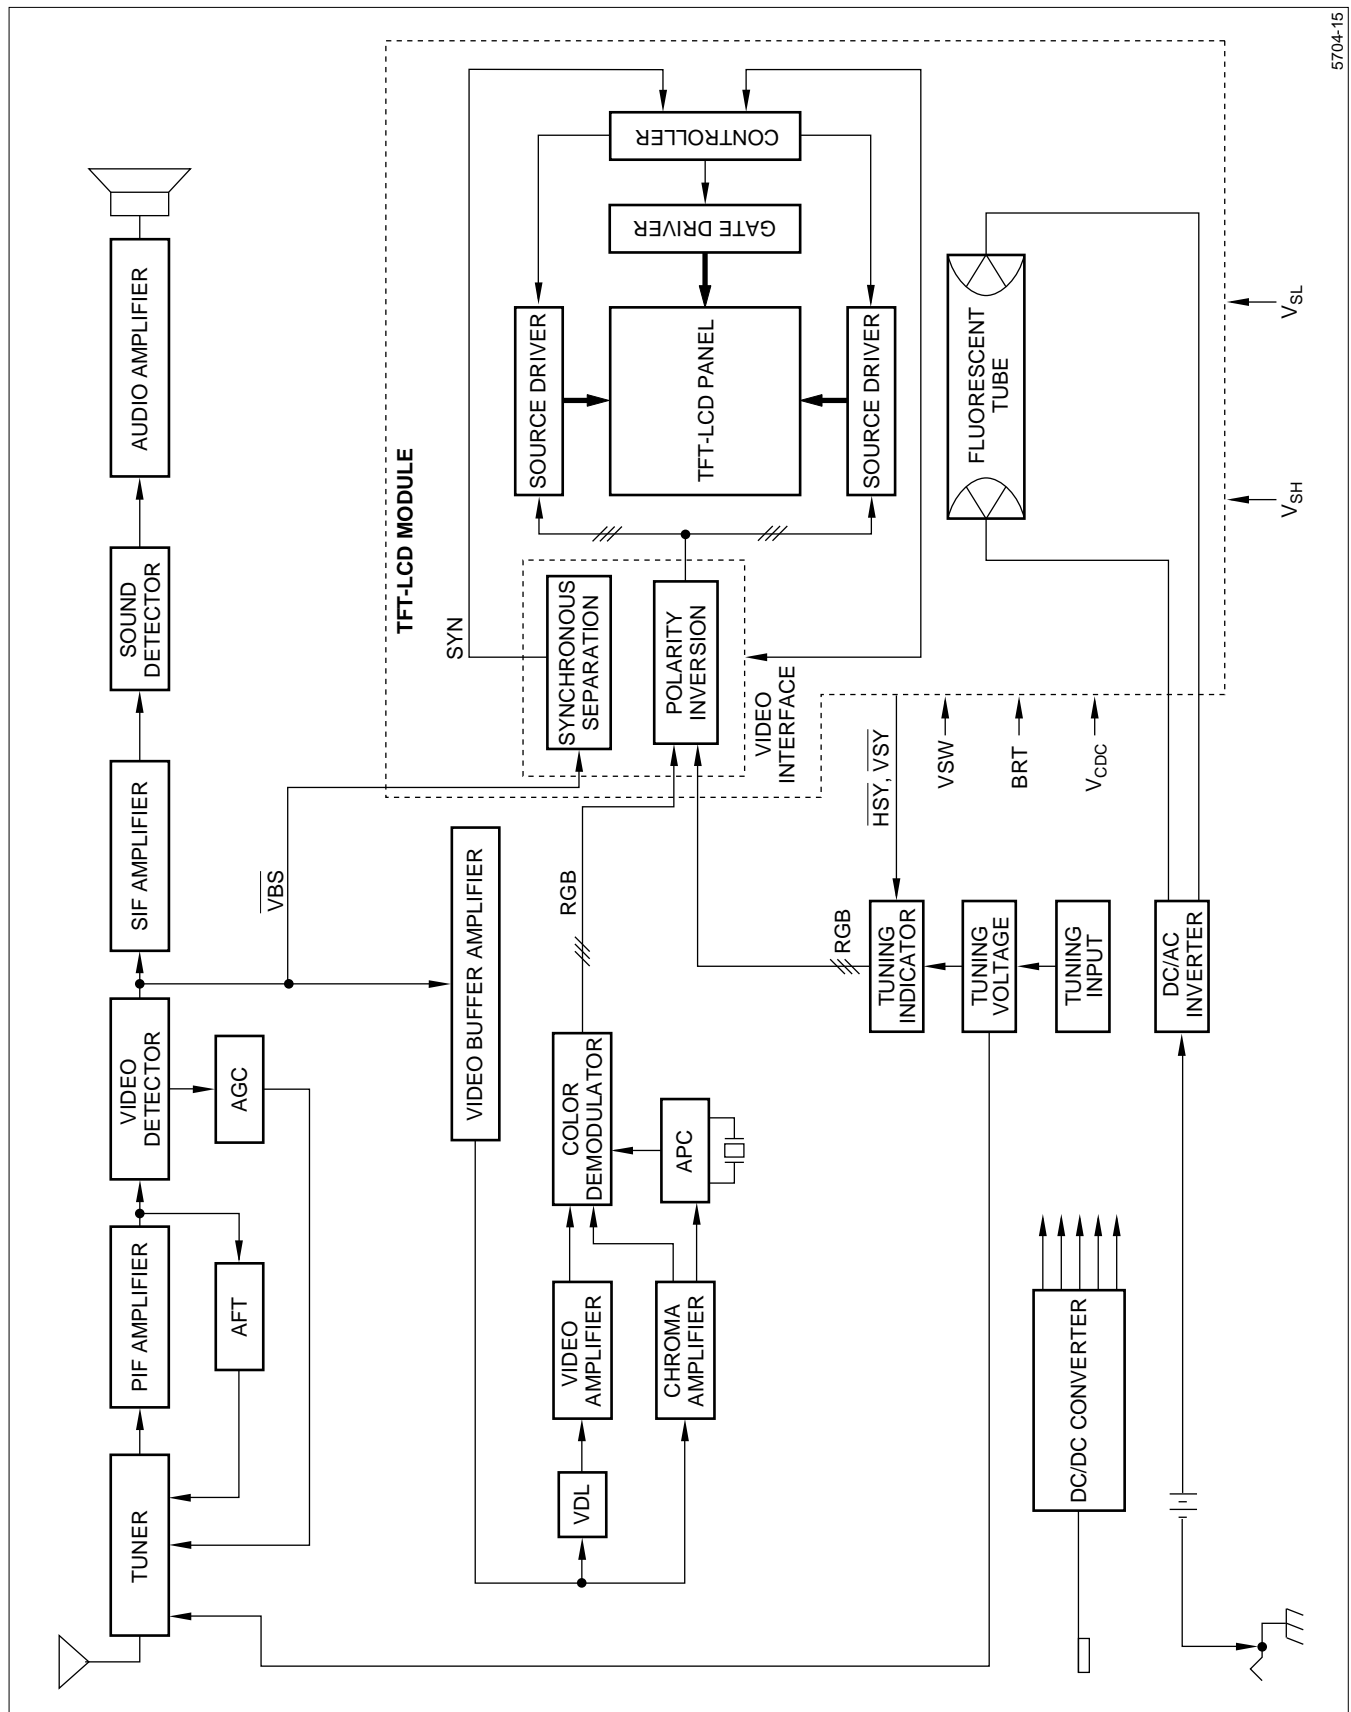 5704-15
TUNER
PIF AMPLIFIER
AFT
VIDEO
DETECTOR
AGC
SIF AMPLIFIER
SOUND
DETECTOR
AUDIO AMPLIFIER
VBS
VIDEO BUFFER AMPLIFIER
VDL
VIDEO
AMPLIFIER
CHROMA
AMPLIFIER
COLOR
DEMODULATOR
APC
RGB
TFT-LCD MODULE
SYN
SYNCHRONOUS
SEPARATION
POLARITY
INVERSION
VIDEO
INTERFACE
SOURCE DRIVER
TFT-LCD PANEL
SOURCE DRIVER
GATE DRIVER
CONTROLLER
FLUORESCENT
TUBE
RGB
HSY, VSY
TUNING
INDICATOR
TUNING
VOLTAGE
TUNING
INPUT
VSW
BRT
VCDC
VSH
VSL
DC/AC
INVERTER
DC/DC CONVERTER